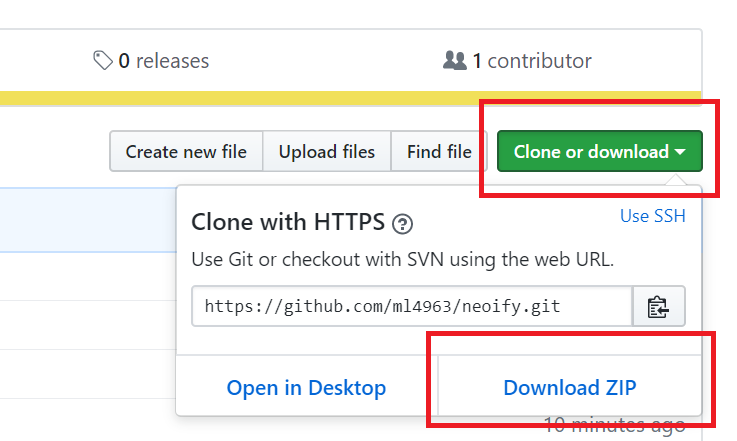 0 releases
1 contributor
Create new file
Upload files
Find file
Clone or download
Clone with HTTPS ?
Use SSH
Use Git or checkout with SVN using the web URL.
https://github.com/ml4963/neoify.git
Open in Desktop
Download ZIP
10 minutes ago